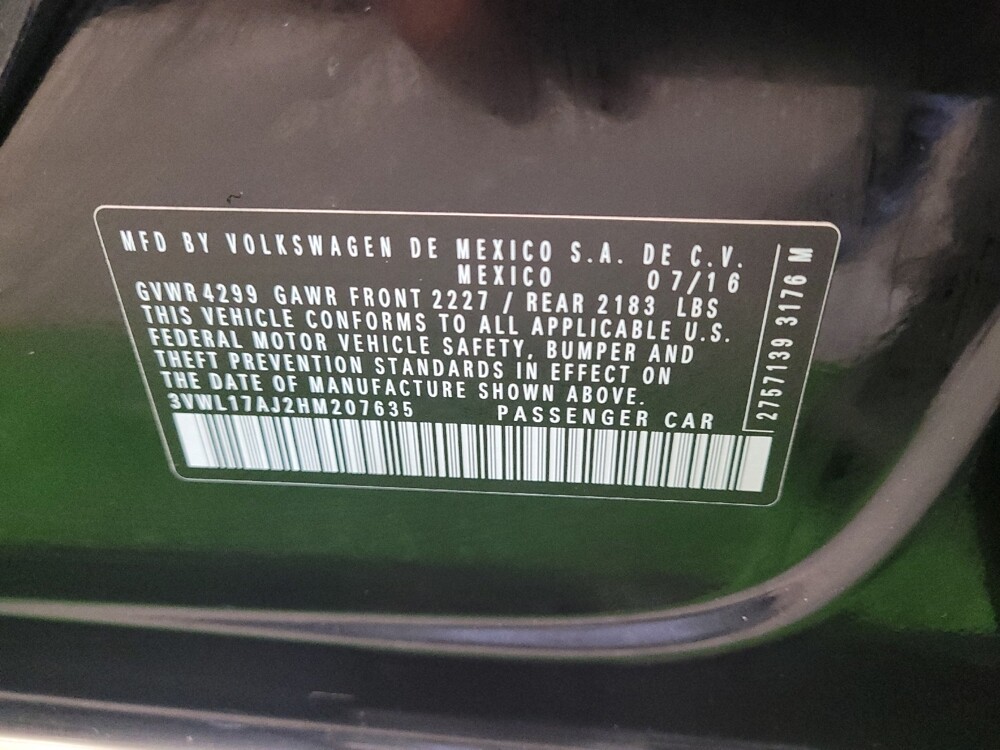 MFD BY VOLKSWAGEN DE MEXICO S.A. DE C.V.
MEXICO 07/16
GVWR 4299 GAWR FRONT 2227 / REAR 2183 LBS
THIS VEHICLE CONFORMS TO ALL APPLICABLE U.S.
FEDERAL MOTOR VEHICLE SAFETY, BUMPER AND
THEFT PREVENTION STANDARDS IN EFFECT ON
THE DATE OF MANUFACTURE SHOWN ABOVE.
3VWL17AJ2HM207635 PASSENGER CAR
2757139 3176 M